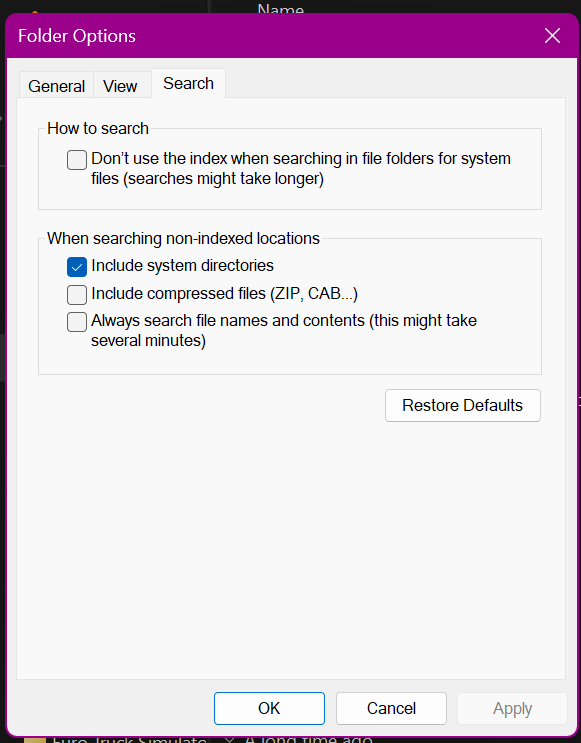 Name
Folder Options
General
View
Search
How to search
Don't use the index when searching in file folders for system
files (searches might take longer)
When searching non-indexed locations
Include system directories
Include compressed files (ZIP, CAB...)
Always search file names and contents (this might take
several minutes)
Restore Defaults
OK
Cancel
Apply
Euro Truck Simulato
A long time ago